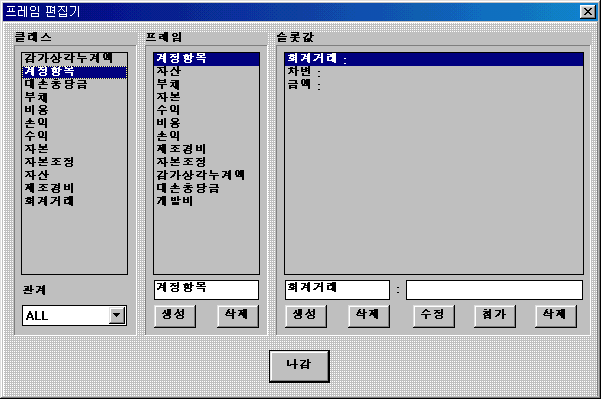 프레임 편집기
클래스
감가상각누계액
계정항목
대손충당금
부채
비용
손익
수익
자본
자본조정
자산
제조경비
회계거래
관계
ALL
프레임
계정항목
자산
부채
자본
수익
비용
손익
제조경비
자본조정
감가상각누계액
대손충당금
개발비
계정항목
생성 삭제
슬롯값
회계거래 :
차변 :
금액 :
회계거래 :
생성 삭제 수정 첨가 삭제
나감